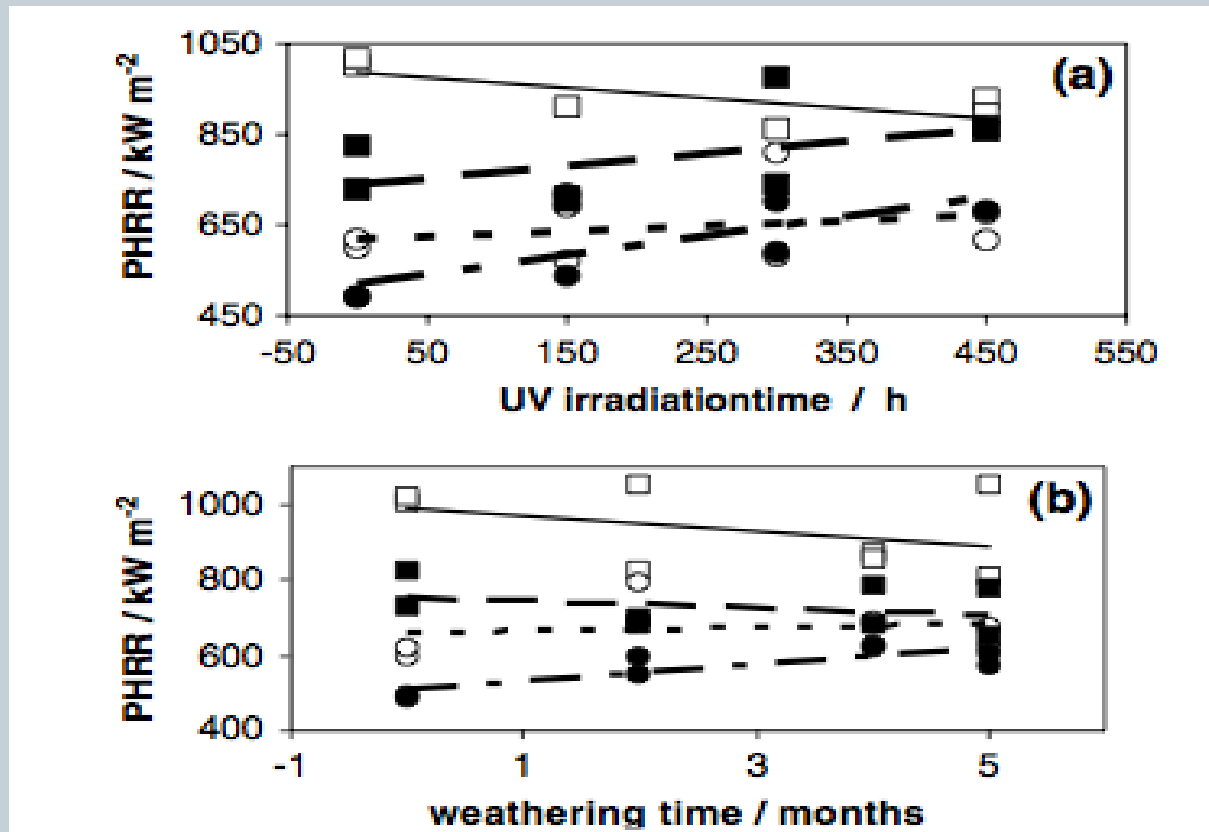 1050
850
650
450
PHRR / kW m-2
(a)
-50 50 150 250 350 450 550
UV irradiationtime / h
1000
800
600
400
PHRR / kW m-2
(b)
-1 1 3 5
weathering time / months